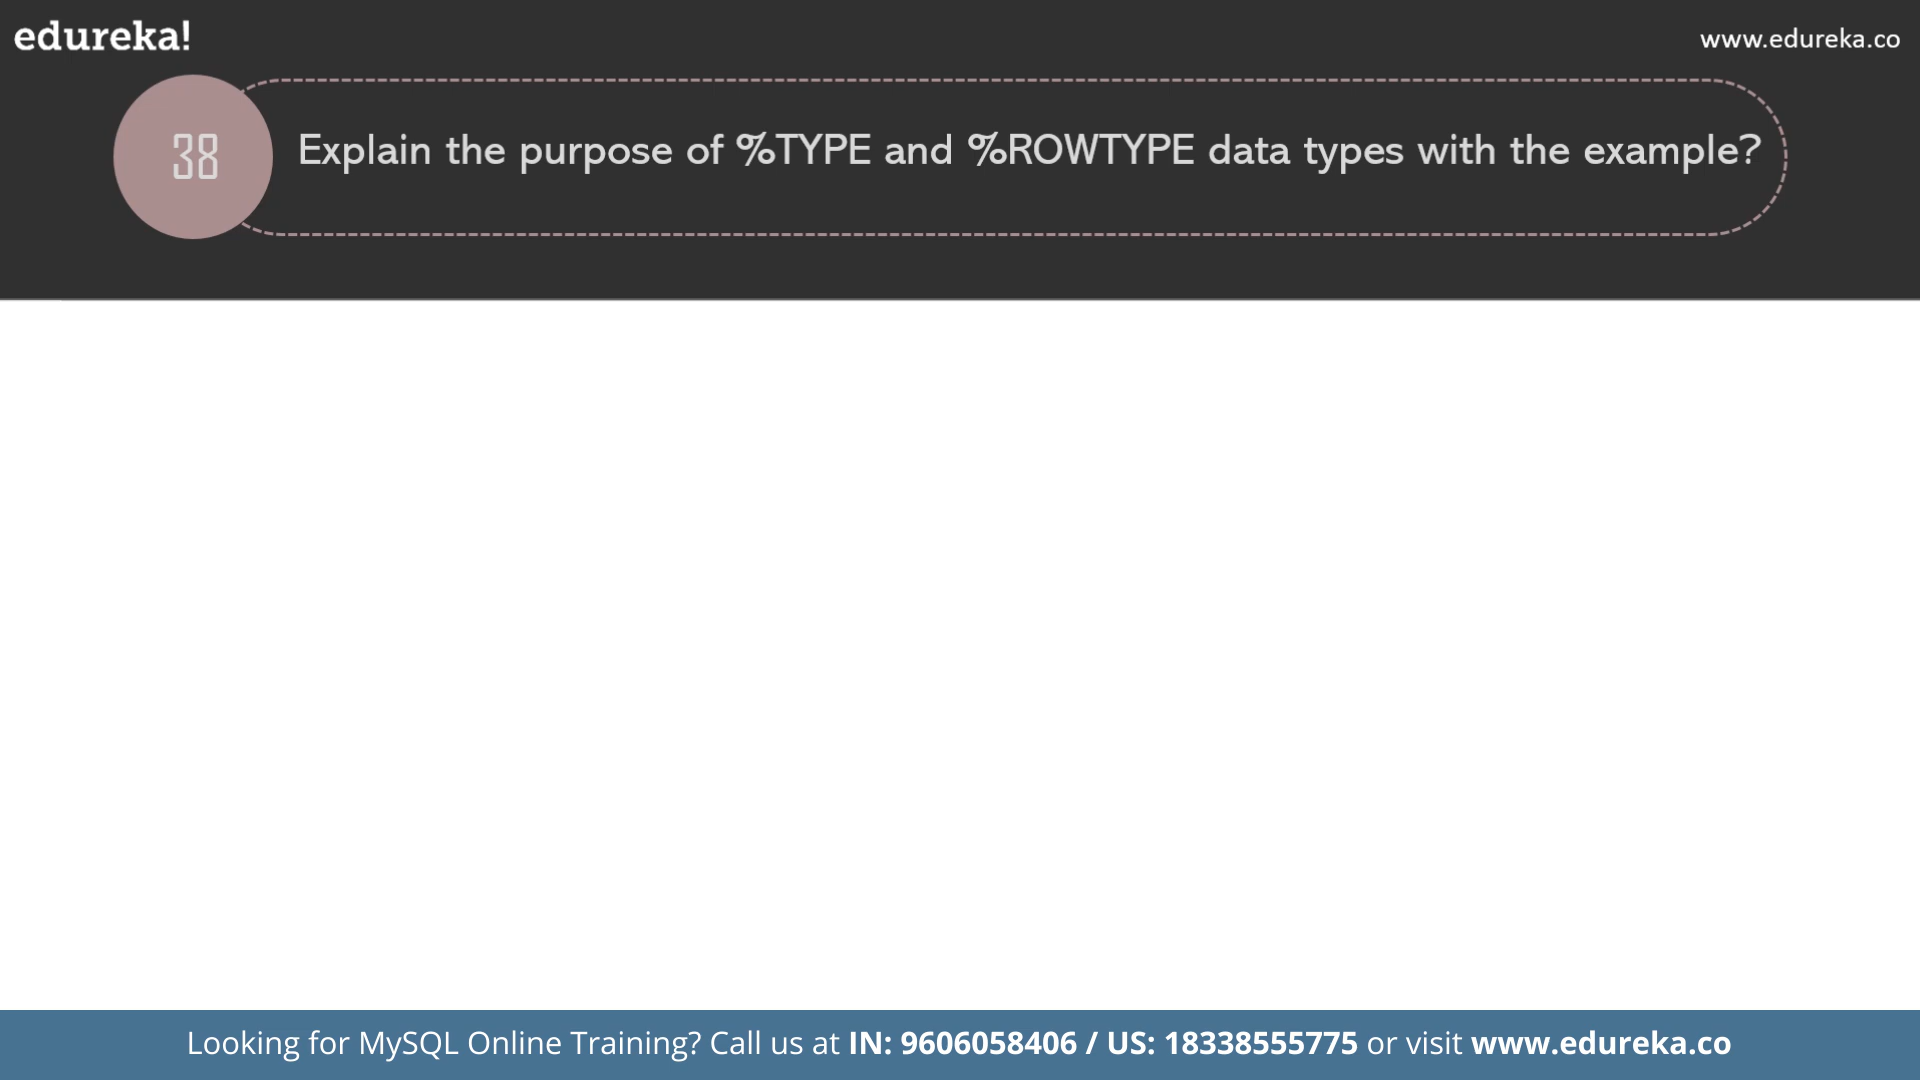 edureka!
www.edureka.co
38
Explain the purpose of %TYPE and %ROWTYPE data types with the example?
Looking for MySQL Online Training? Call us at IN: 9606058406 / US: 18338555775 or visit www.edureka.co